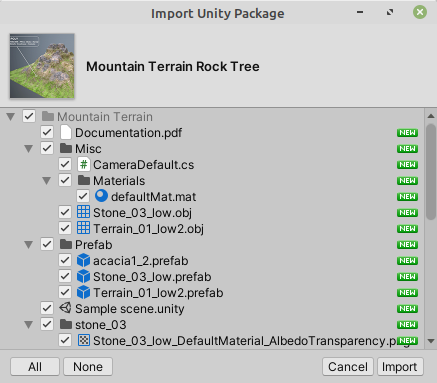 Import Unity Package
Mountain Terrain Rock Tree
Mountain Terrain
Documentation.pdf NEW
Misc NEW
CameraDefault.cs NEW
Materials NEW
defaultMat.mat NEW
Stone_03_low.obj NEW
Terrain_01_low2.obj NEW
Prefab NEW
acacia1_2.prefab NEW
Stone_03_low.prefab NEW
Terrain_01_low2.prefab NEW
Sample scene.unity NEW
stone_03 NEW
Stone_03_low_DefaultMaterial_AlbedoTransparency.png NEW
All None Cancel Import